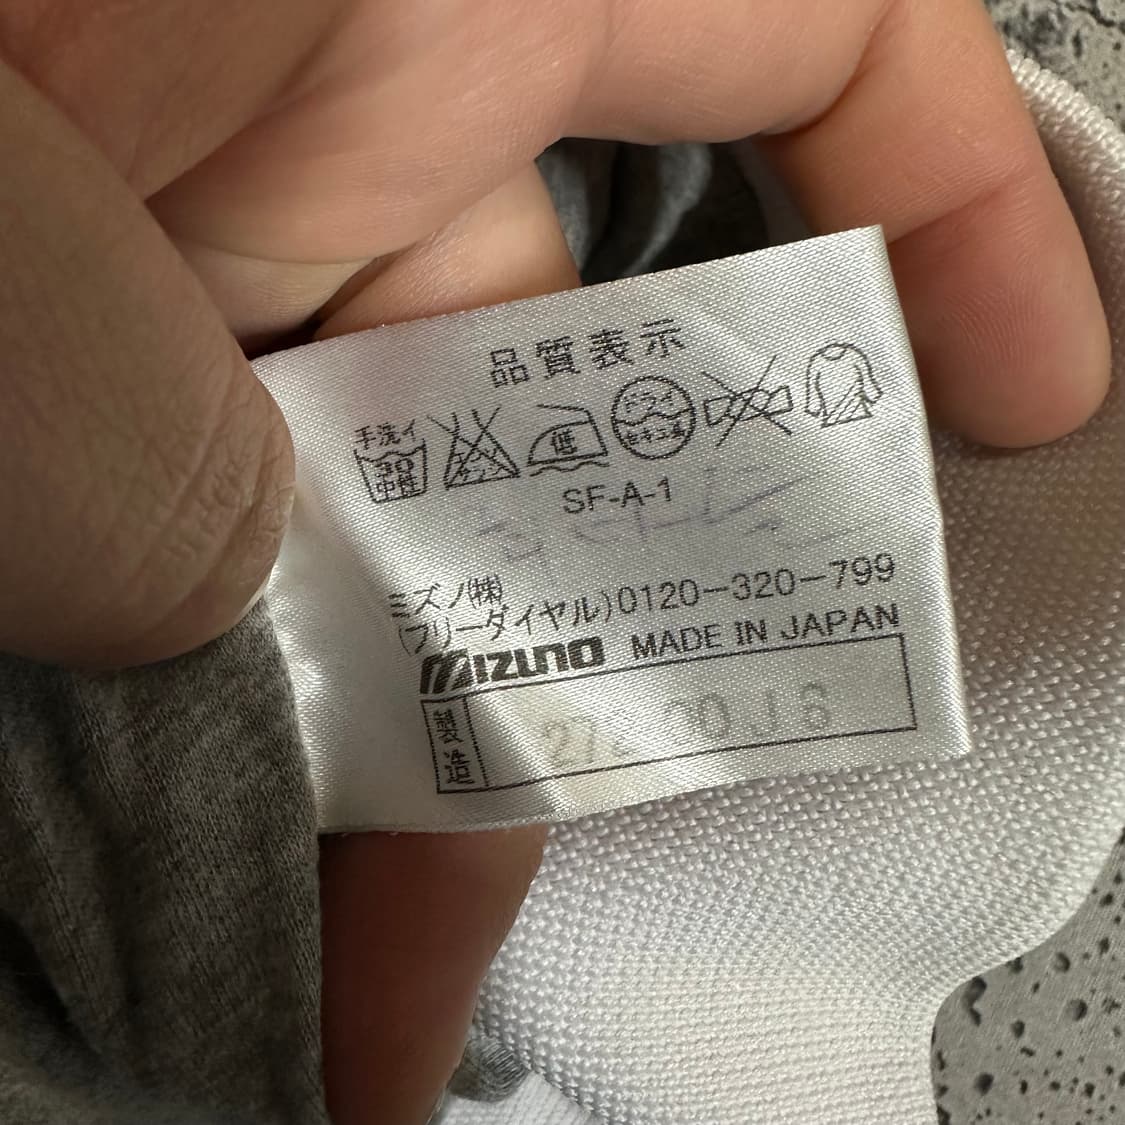 品質表示
手洗イ
30
中性
低
ドライ
セキユ系
SF-A-1
ミズノ(株)
(フリーダイヤル)0120-320-799
MIZUNO MADE IN JAPAN
製造